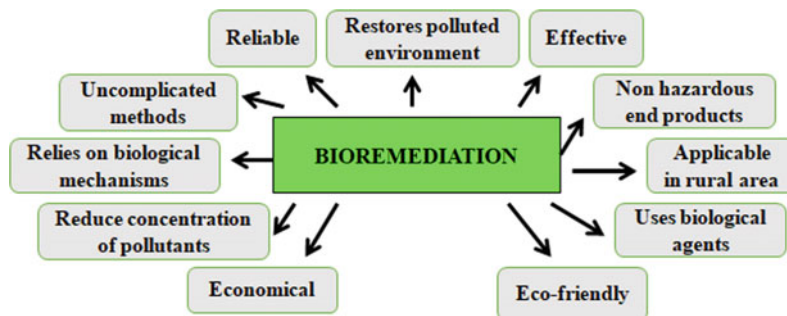 Reliable
Restores polluted
environment
Effective
Uncomplicated
methods
Non hazardous
end products
BIOREMEDIATION
Relies on biological
mechanisms
Applicable
in rural area
Reduce concentration
of pollutants
Uses biological
agents
Economical
Eco-friendly